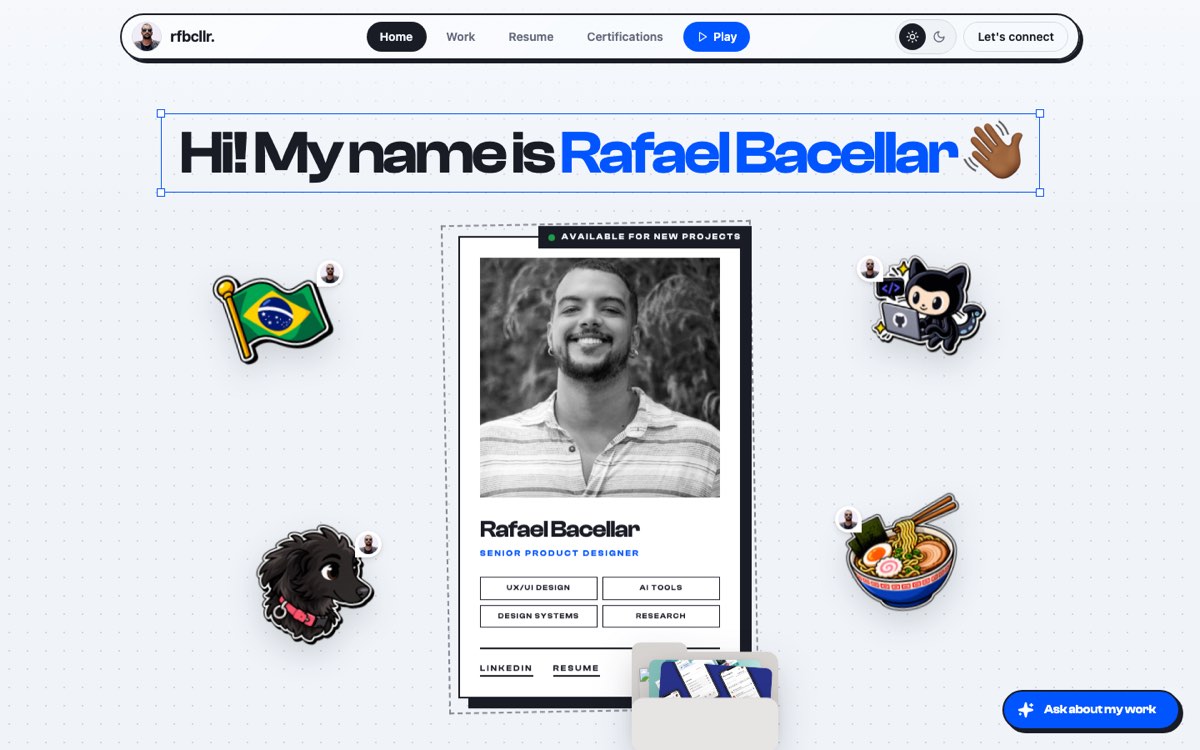 rfbcllr.
Home
Work
Resume
Certifications
Play
Let's connect
Hi! My name is Rafael Bacellar
AVAILABLE FOR NEW PROJECTS
</>
Rafael Bacellar
SENIOR PRODUCT DESIGNER
UX/UI DESIGN
AI TOOLS
DESIGN SYSTEMS
RESEARCH
LINKEDIN
RESUME
Ask about my work